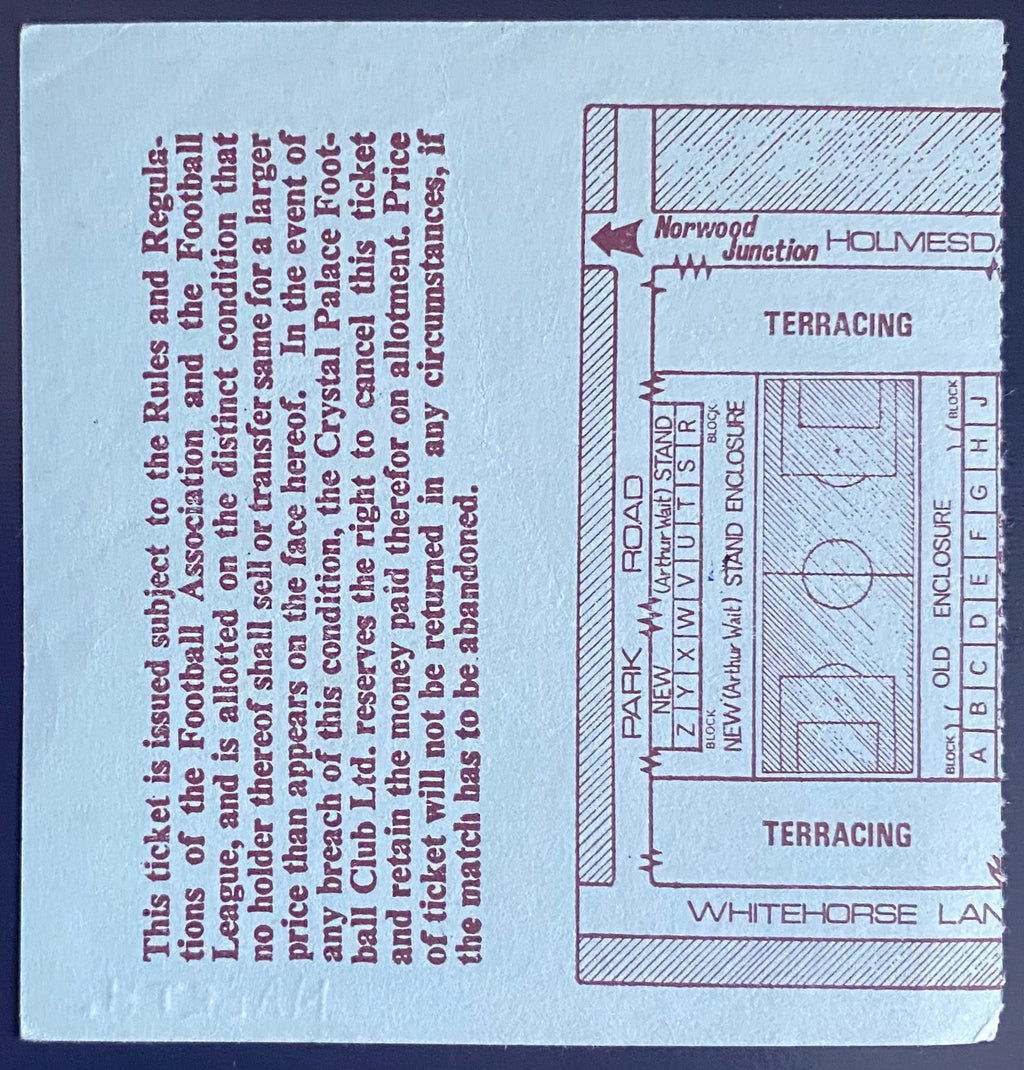 This ticket is issued subject to the Rules and Regula-
tions of the Football Association and the Football
League, and is allotted on the distinct condition that
no holder thereof shall sell or transfer same for a larger
price than appears on the face hereof. In the event of
any breach of this condition, the Crystal Palace Foot-
ball Club Ltd. reserves the right to cancel this ticket
and retain the money paid therefor on allotment. Price
of ticket will not be returned in any circumstances, if
the match has to be abandoned.
Norwood
Junction
HOLMESDA
TERRACING
PARK ROAD
NEW (Arthur Wait) STAND
Z Y X W V U T S R
BLOCK BLOCK
NEW (Arthur Wait) STAND ENCLOSURE
BLOCK ) ( OLD ENCLOSURE ) ( BLOCK
A B C D E F G H J
TERRACING
WHITEHORSE LAN